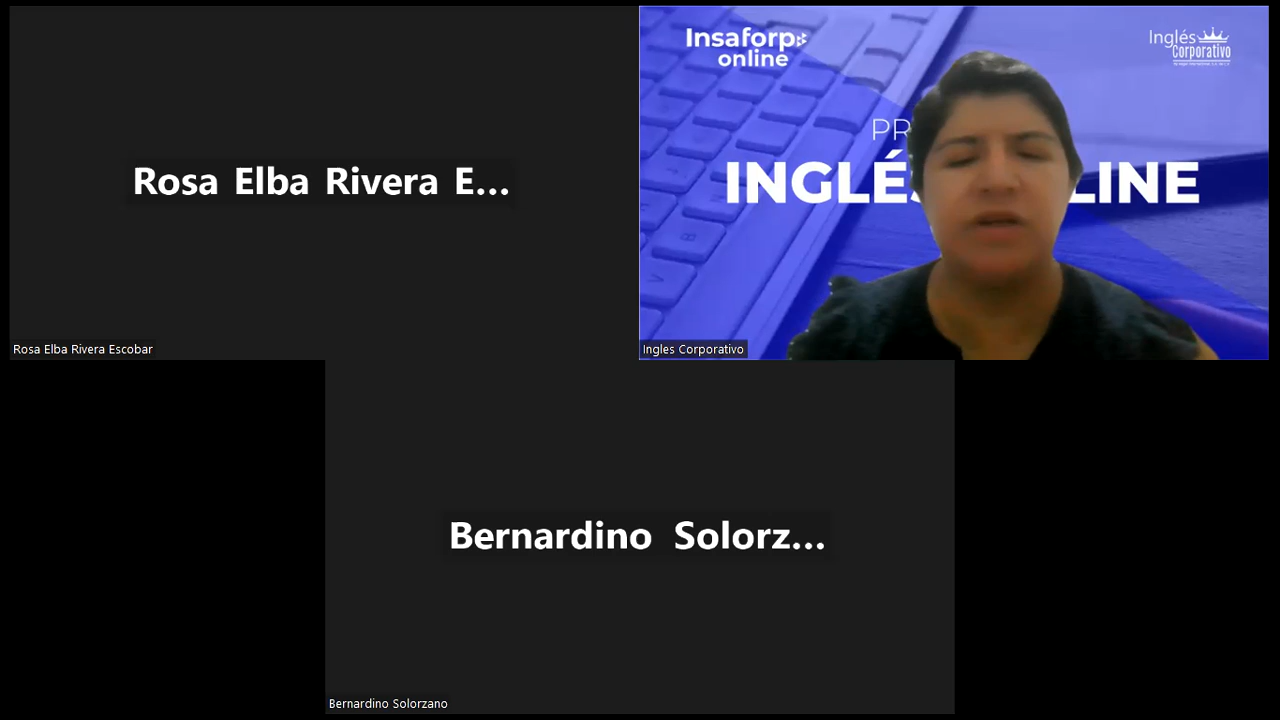 Rosa Elba Rivera E...
Rosa Elba Rivera Escobar
Insaforp
online
Inglés
Corporativo
PR
INGLÉS LINE
Ingles Corporativo
Bernardino Solorz...
Bernardino Solorzano